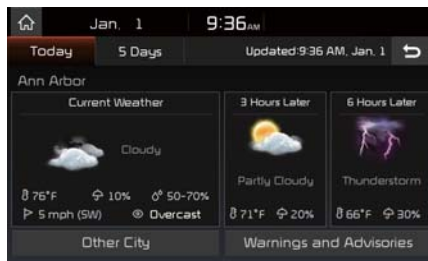 Jan. 1 9:36 AM
Today 5 Days Updated:9:36 AM, Jan. 1
Ann Arbor
Current Weather 3 Hours Later 6 Hours Later
Cloudy
Partly Cloudy Thunderstorm
76°F 10% 50-70%
71°F 20% 66°F 30%
5 mph (SW) Overcast
Other City Warnings and Advisories